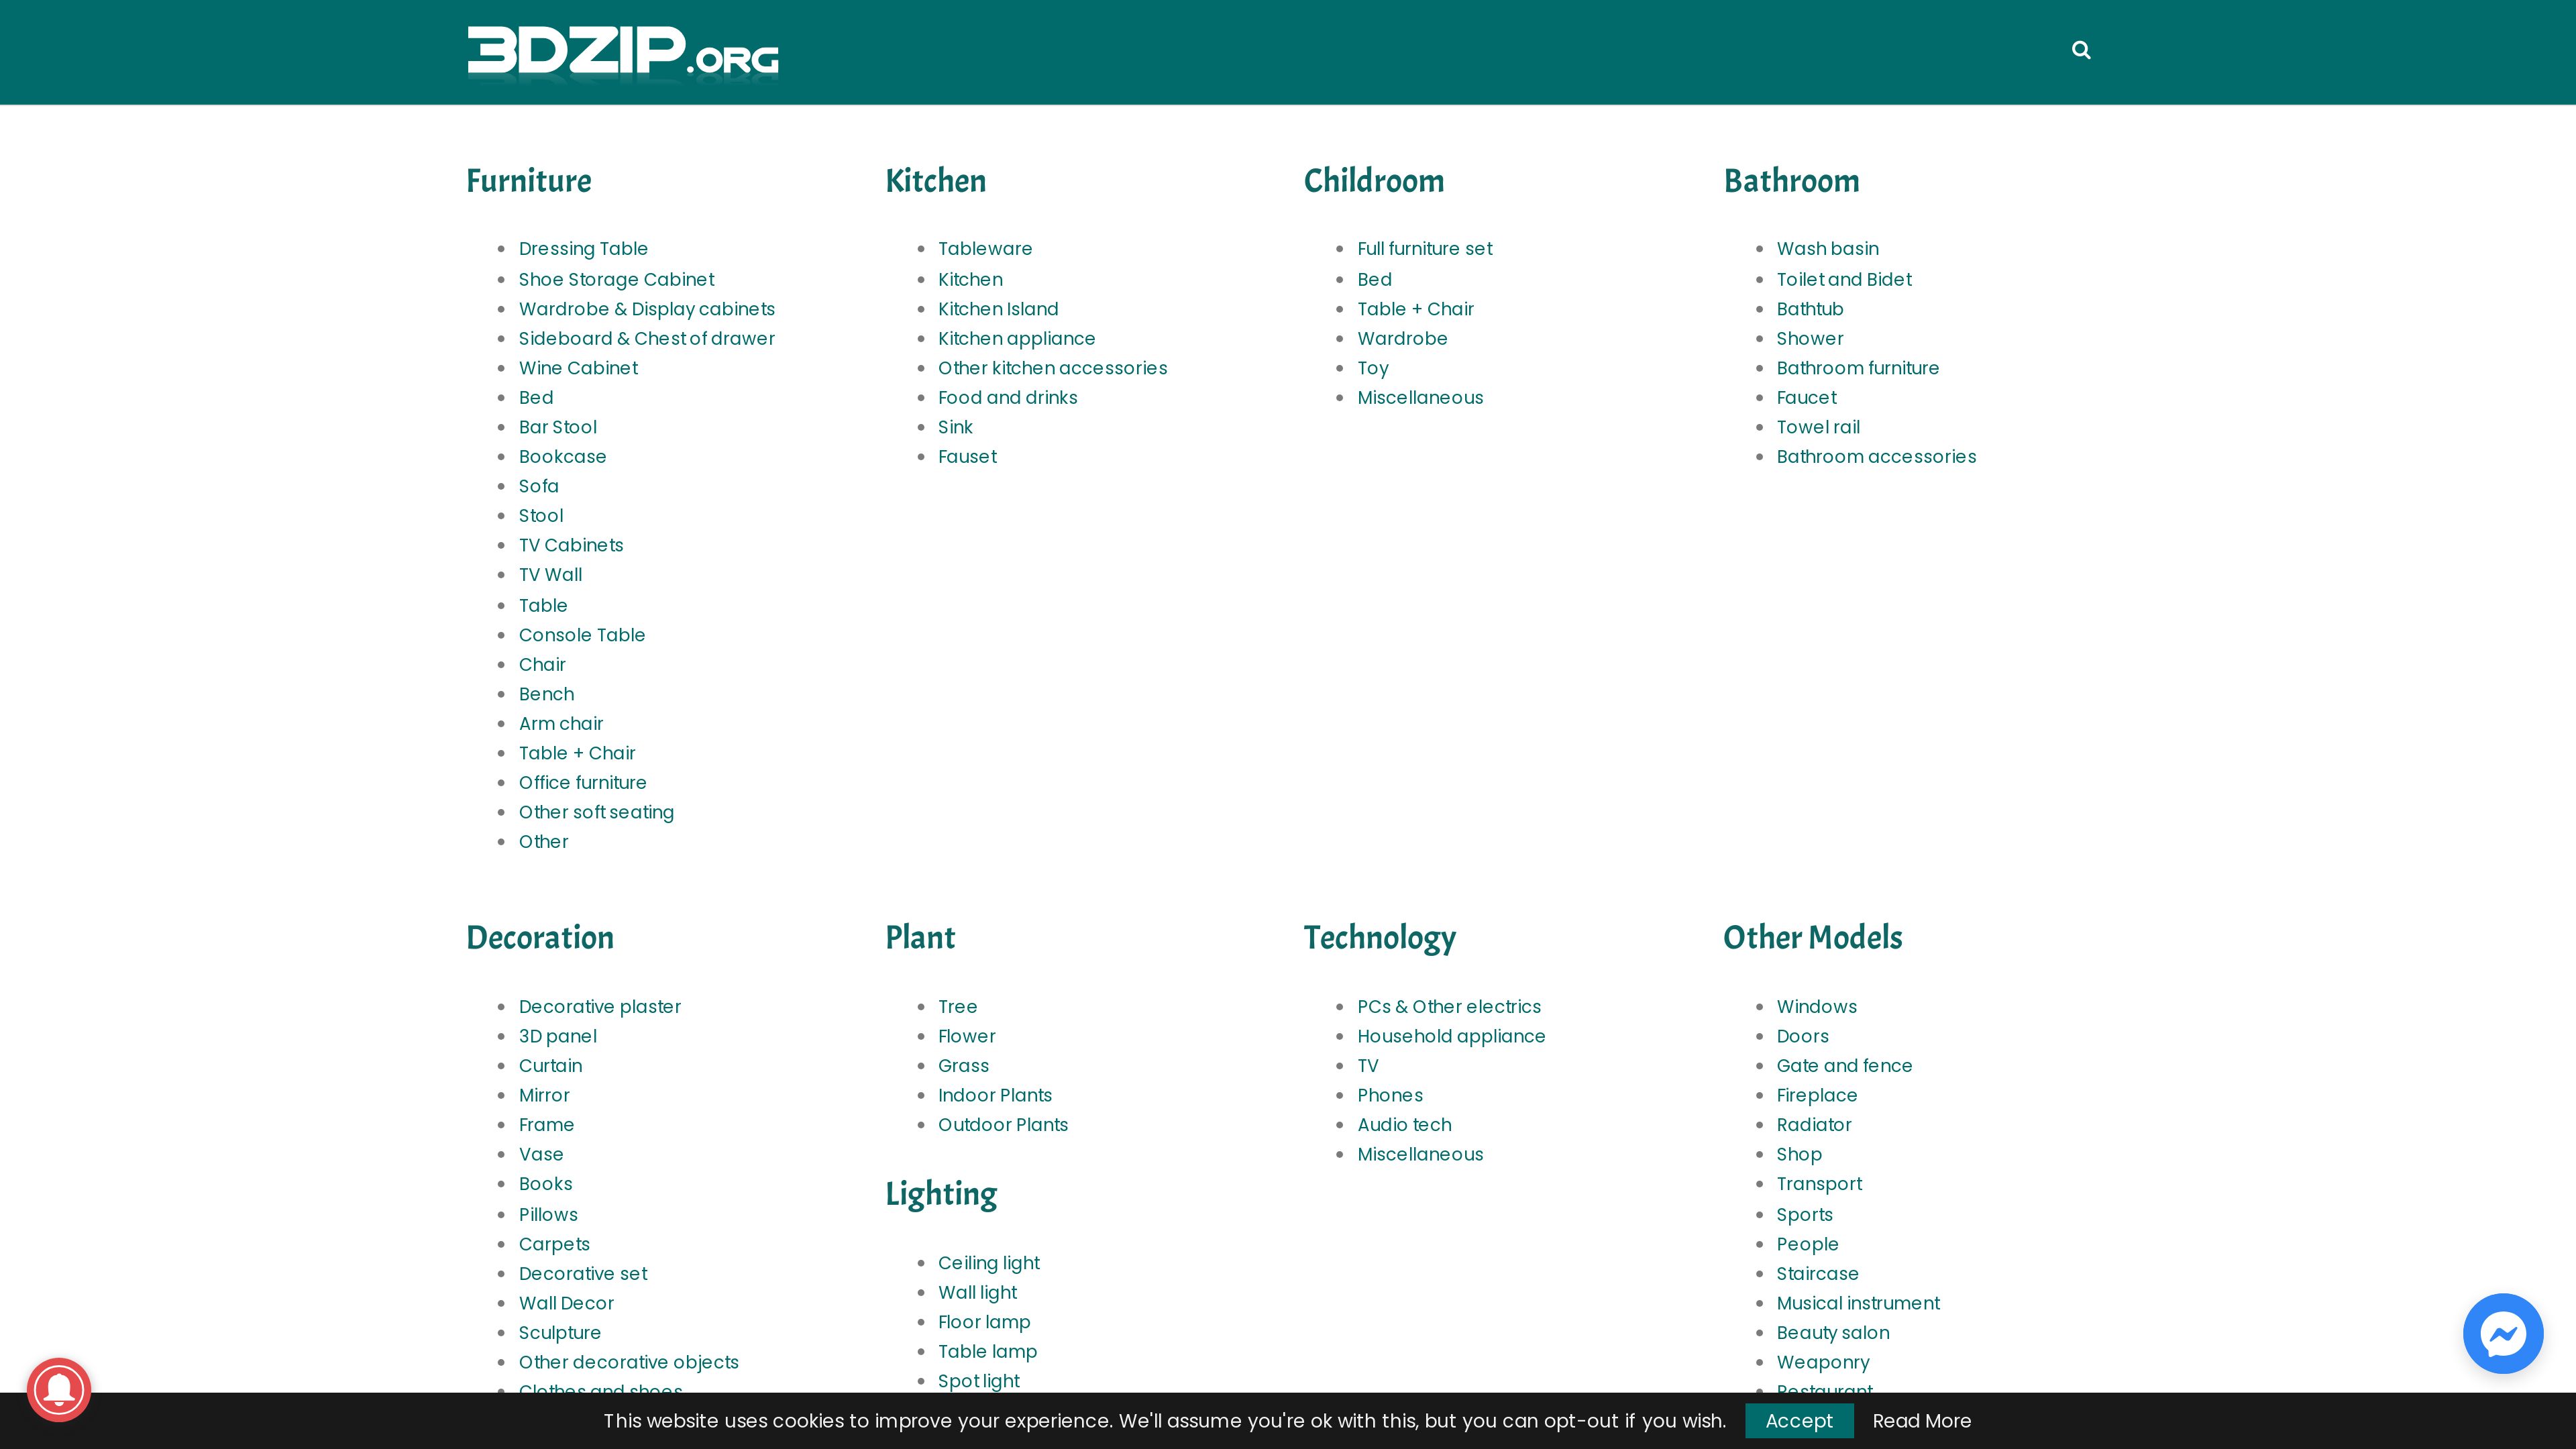 3DZIP.ORG
Furniture
Dressing Table
Shoe Storage Cabinet
Wardrobe & Display cabinets
Sideboard & Chest of drawer
Wine Cabinet
Bed
Bar Stool
Bookcase
Sofa
Stool
TV Cabinets
TV Wall
Table
Console Table
Chair
Bench
Arm chair
Table + Chair
Office furniture
Other soft seating
Other
Kitchen
Tableware
Kitchen
Kitchen Island
Kitchen appliance
Other kitchen accessories
Food and drinks
Sink
Fauset
Childroom
Full furniture set
Bed
Table + Chair
Wardrobe
Toy
Miscellaneous
Bathroom
Wash basin
Toilet and Bidet
Bathtub
Shower
Bathroom furniture
Faucet
Towel rail
Bathroom accessories
Decoration
Decorative plaster
3D panel
Curtain
Mirror
Frame
Vase
Books
Pillows
Carpets
Decorative set
Wall Decor
Sculpture
Other decorative objects
Clothes and shoes
Plant
Tree
Flower
Grass
Indoor Plants
Outdoor Plants
Lighting
Ceiling light
Wall light
Floor lamp
Table lamp
Spot light
Technology
PCs & Other electrics
Household appliance
TV
Phones
Audio tech
Miscellaneous
Other Models
Windows
Doors
Gate and fence
Fireplace
Radiator
Shop
Transport
Sports
People
Staircase
Musical instrument
Beauty salon
Weaponry
Restaurant
This website uses cookies to improve your experience. We'll assume you're ok with this, but you can opt-out if you wish. Accept Read More